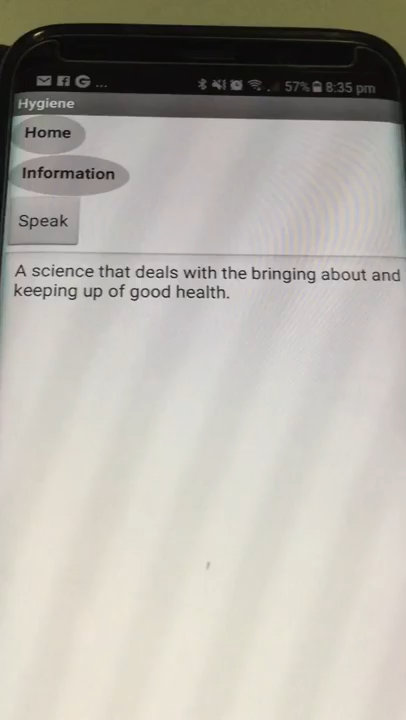 57% 8:35 pm
Hygiene
Home
Information
Speak
A science that deals with the bringing about and
keeping up of good health.